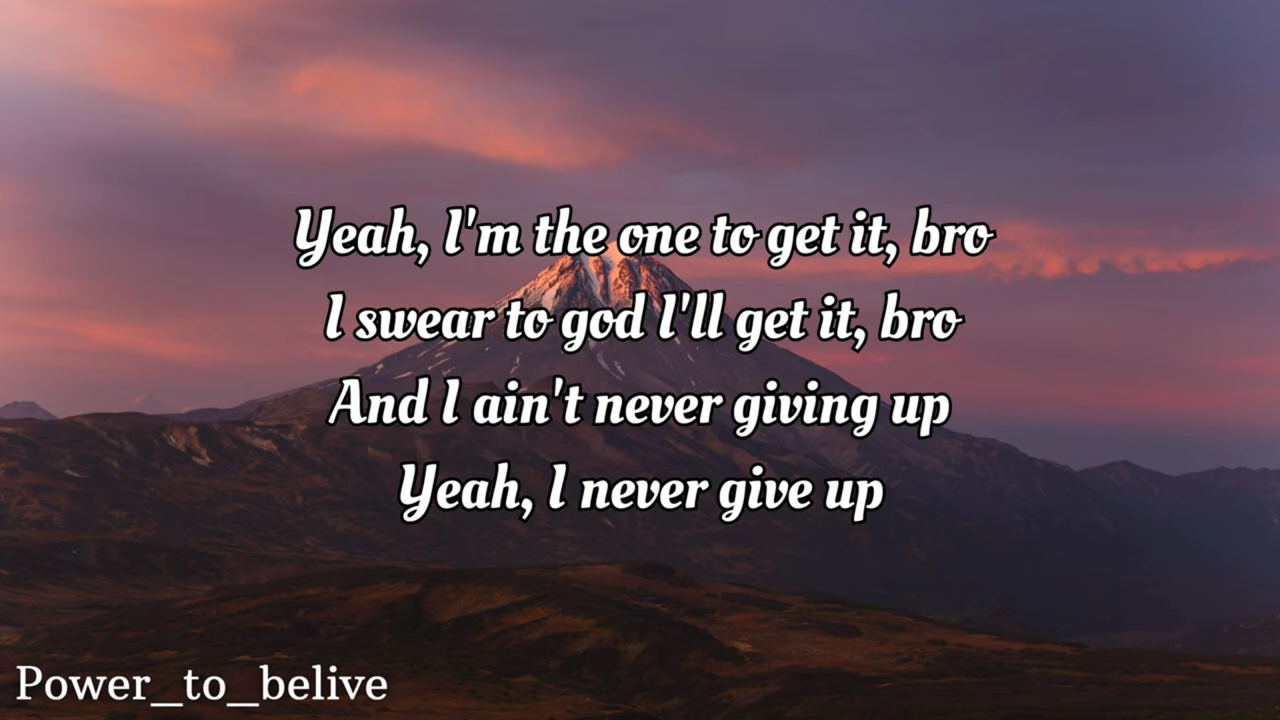 Yeah, I'm the one to get it, bro
I swear to god I'll get it, bro
And I ain't never giving up
Yeah, I never give up
Power_to_belive